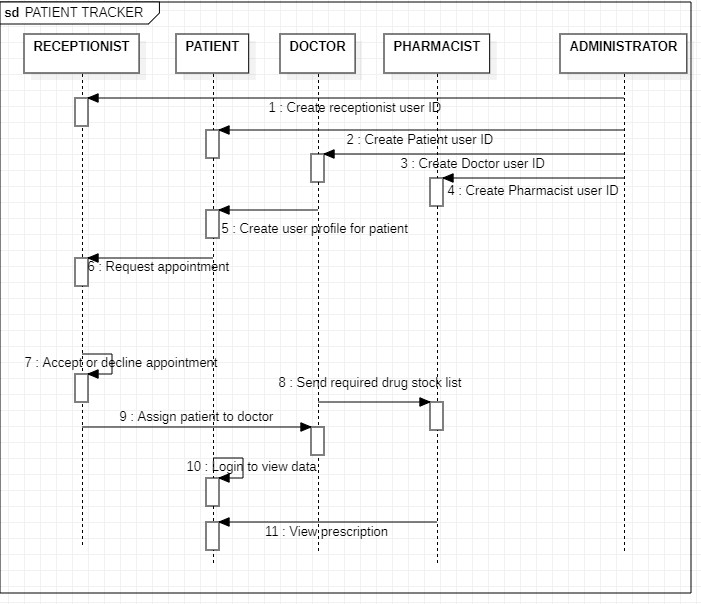 sd PATIENT TRACKER
RECEPTIONIST
PATIENT
DOCTOR
PHARMACIST
ADMINISTRATOR
1 : Create receptionist user ID
2 : Create Patient user ID
3 : Create Doctor user ID
4 : Create Pharmacist user ID
5 : Create user profile for patient
6 : Request appointment
7 : Accept or decline appointment
8 : Send required drug stock list
9 : Assign patient to doctor
10 : Login to view data
11 : View prescription